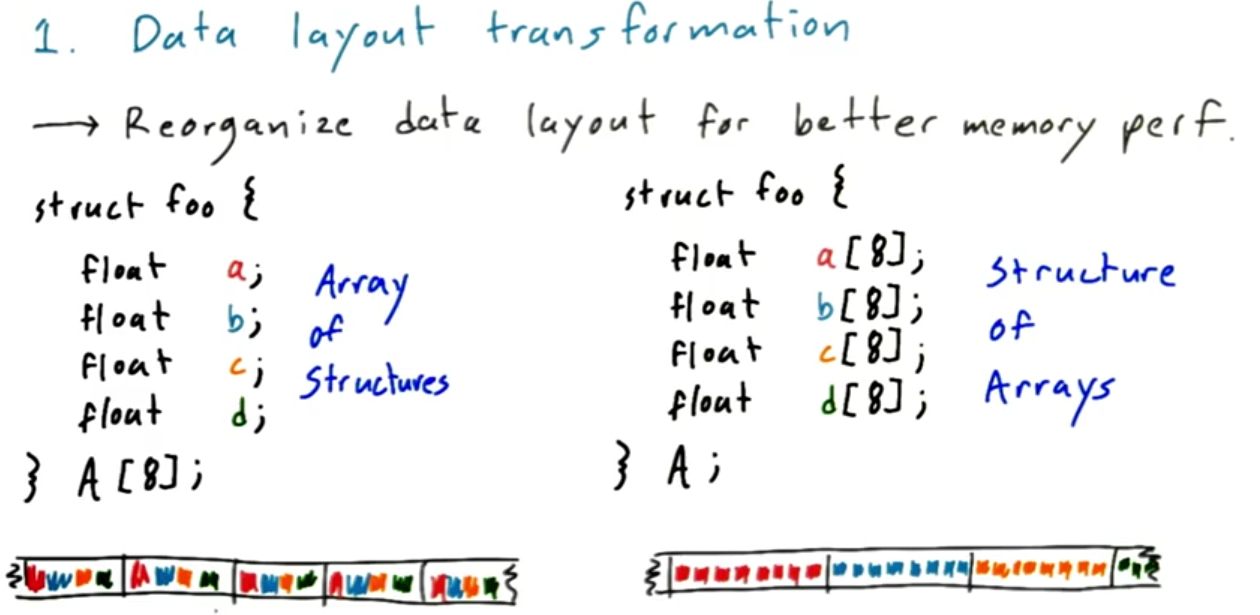 1. Data layout transformation
→ Reorganize data layout for better memory perf.
struct foo {
float a;
float b;
float c;
float d;
} A[8];
Array
of
Structures
struct foo {
float a[8];
float b[8];
float c[8];
float d[8];
} A;
Structure
of
Arrays